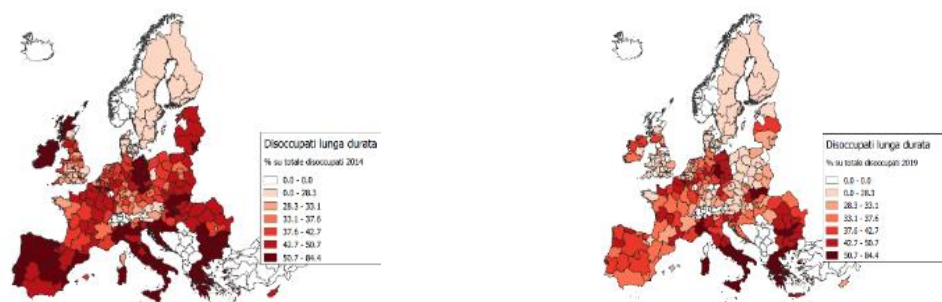 Disoccupati lunga durata
% su totale disoccupati 2014
0.0 - 0.0
0.0 - 28.3
28.3 - 33.1
33.1 - 37.6
37.6 - 42.7
42.7 - 50.7
50.7 - 84.4
Disoccupati lunga durata
% su totale disoccupati 2019
0.0 - 0.0
0.0 - 28.3
28.3 - 33.1
33.1 - 37.6
37.6 - 42.7
42.7 - 50.7
50.7 - 84.4